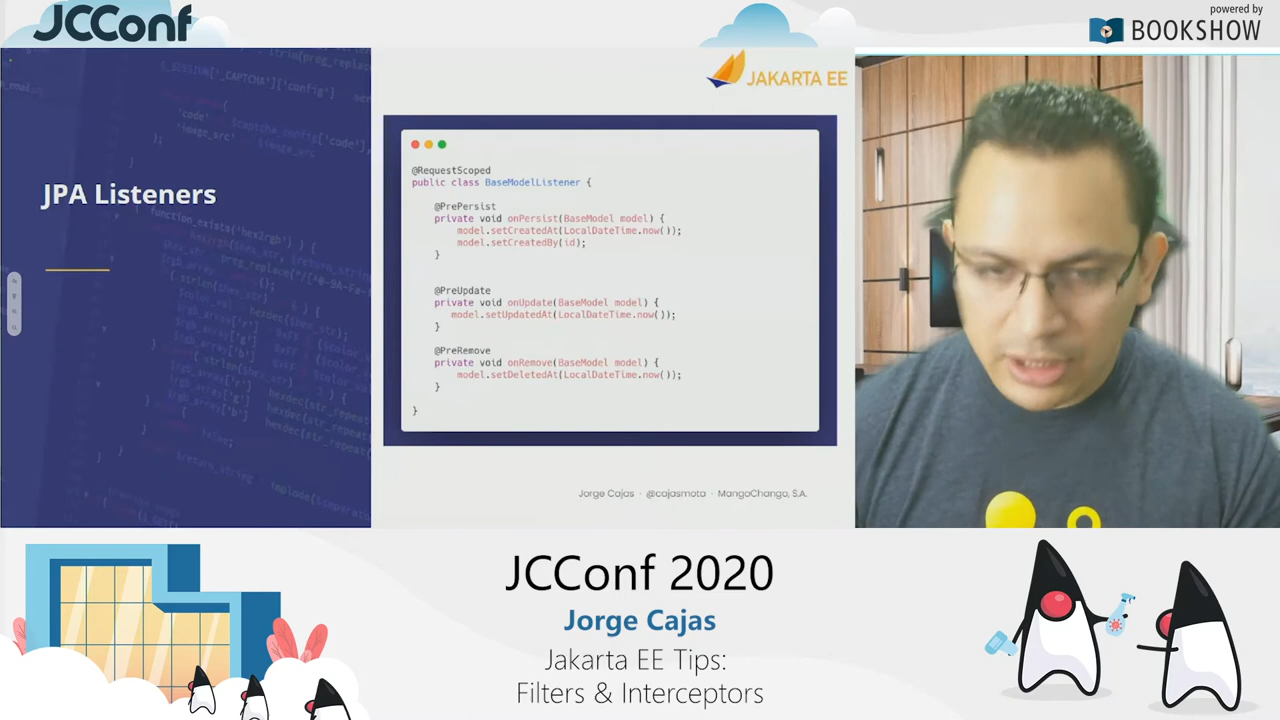 JCConf
powered by
BOOKSHOW
JAKARTA EE
JPA Listeners
@RequestScoped
public class BaseModelListener {
@PrePersist
private void onPersist(BaseModel model) {
model.setCreatedAt(LocalDateTime.now());
model.setCreatedBy(id);
}
@PreUpdate
private void onUpdate(BaseModel model) {
model.setUpdatedAt(LocalDateTime.now());
}
@PreRemove
private void onRemove(BaseModel model) {
model.setDeletedAt(LocalDateTime.now());
}
}
Jorge Cajas · @cajasmota · MangoChango, S.A.
JCConf 2020
Jorge Cajas
Jakarta EE Tips:
Filters & Interceptors